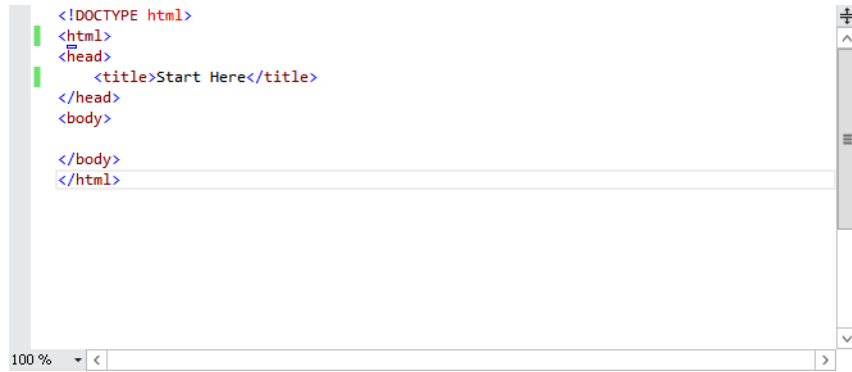 <!DOCTYPE html>
<html>
<head>
    <title>Start Here</title>
</head>
<body>

</body>
</html>
100 %